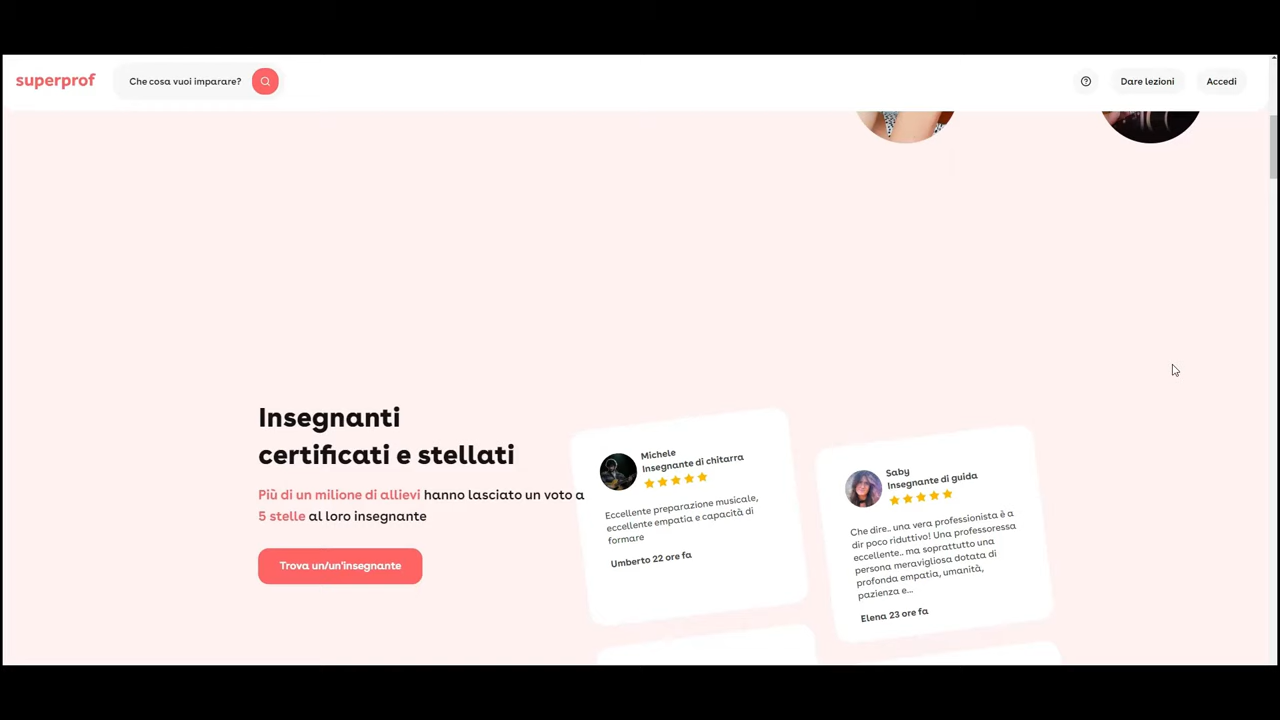 superprof
Che cosa vuoi imparare?
Dare lezioni
Accedi
Insegnanti
certificati e stellati
Più di un milione di allievi hanno lasciato un voto a
5 stelle al loro insegnante
Trova un/un'insegnante
Michele
Insegnante di chitarra
Eccellente preparazione musicale,
eccellente empatia e capacità di
formare
Umberto 22 ore fa
Saby
Insegnante di guida
Che dire.. una vera professionista è a
dir poco riduttivo! Una professoressa
eccellente.. ma soprattutto una
persona meravigliosa dotata di
profonda empatia, umanità,
pazienza e...
Elena 23 ore fa